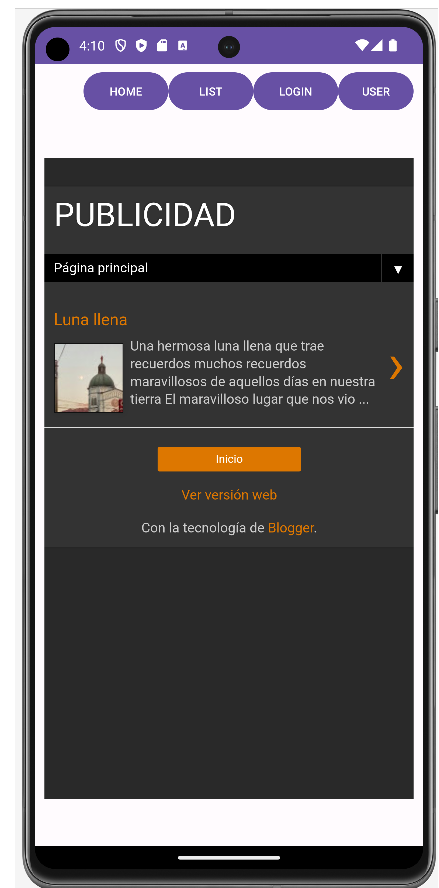 4:10
HOME LIST LOGIN USER
PUBLICIDAD
Página principal
Luna llena
Una hermosa luna llena que trae
recuerdos muchos recuerdos
maravillosos de aquellos días en nuestra
tierra El maravilloso lugar que nos vio ...
Inicio
Ver versión web
Con la tecnología de Blogger.